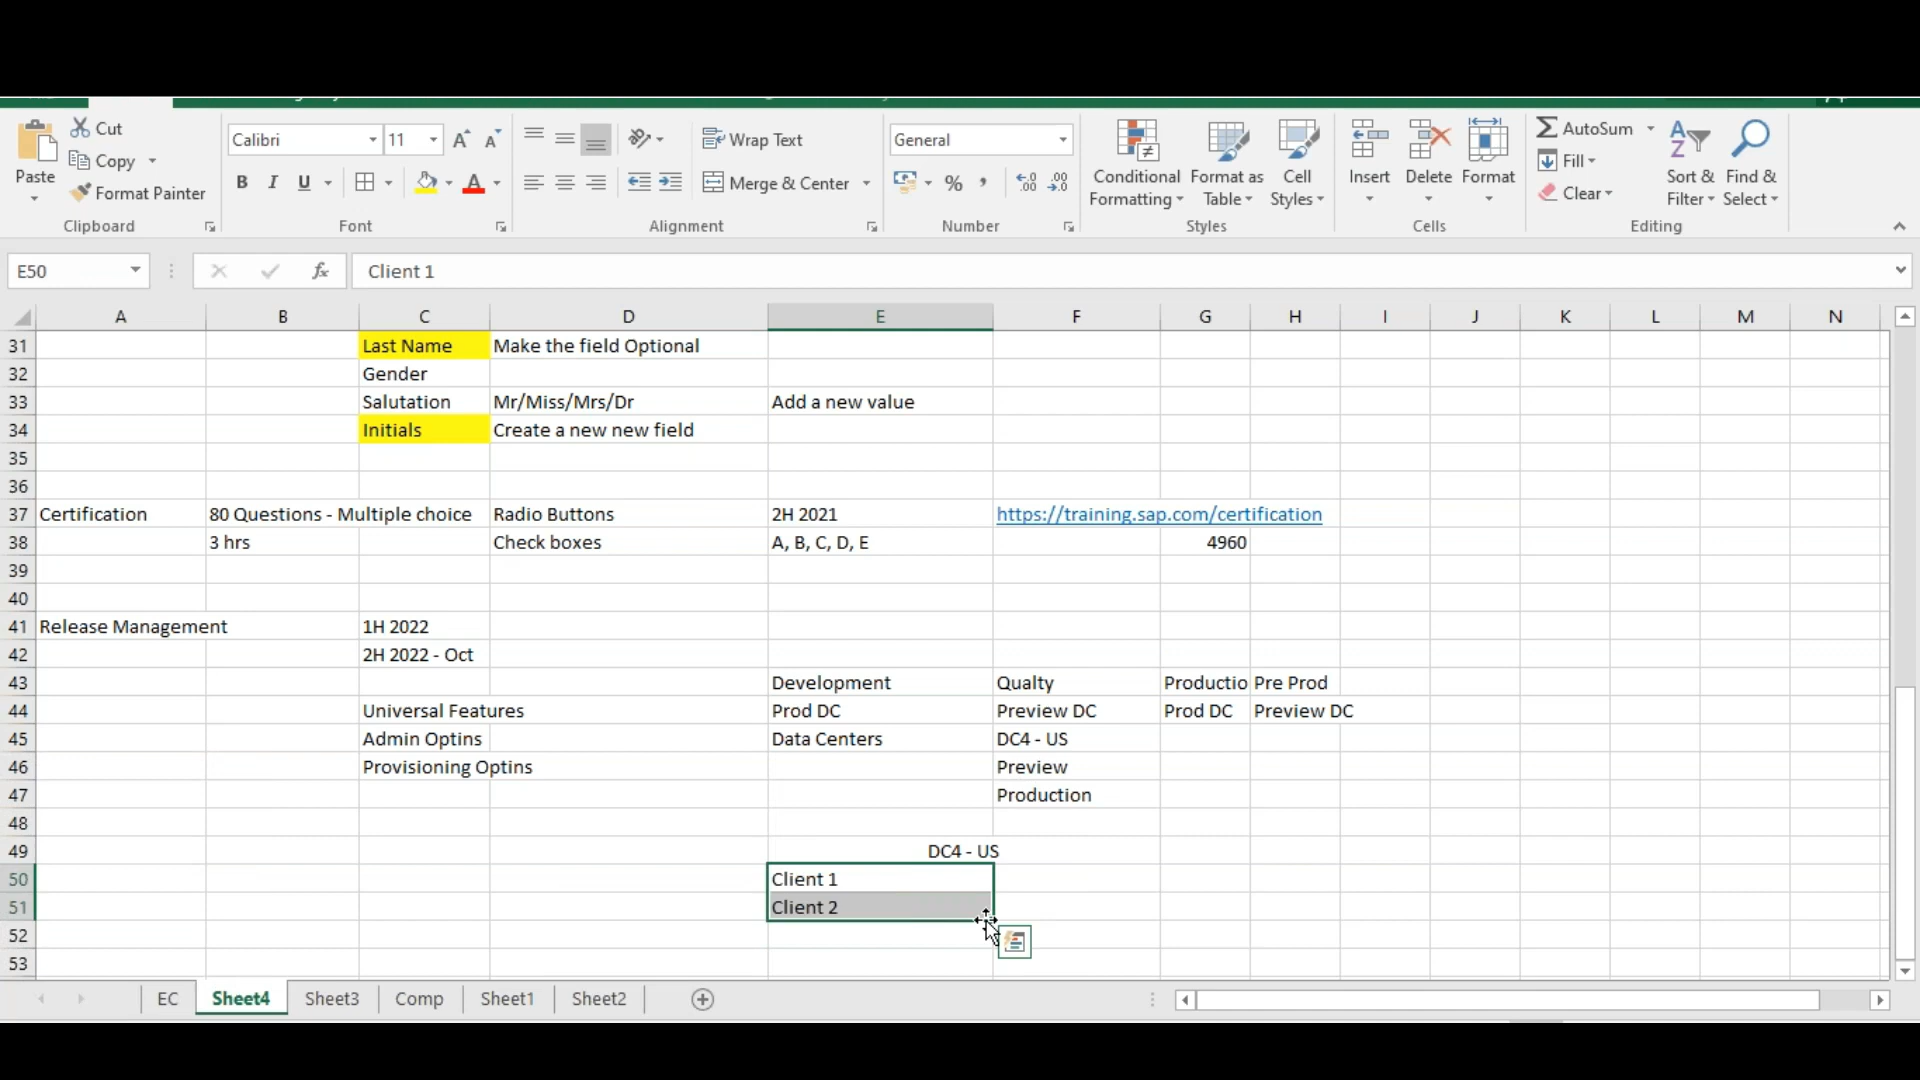 Cut
Copy
Format Painter
Paste
Clipboard
Calibri 11
B I U
Font
Wrap Text
Merge & Center
Alignment
General
%
Number
Conditional Formatting
Format as Table
Cell Styles
Styles
Insert
Delete
Format
Cells
AutoSum
Fill
Clear
Sort & Filter
Find & Select
Editing
E50 fx Client 1
A B C D E F G H I J K L M N
31 Last Name Make the field Optional
32 Gender
33 Salutation Mr/Miss/Mrs/Dr Add a new value
34 Initials Create a new new field
35
36
37 Certification 80 Questions - Multiple choice Radio Buttons 2H 2021 https://training.sap.com/certification
38 3 hrs Check boxes A, B, C, D, E 4960
39
40
41 Release Management 1H 2022
42 2H 2022 - Oct
43 Development Qualty Productio Pre Prod
44 Universal Features Prod DC Preview DC Prod DC Preview DC
45 Admin Optins Data Centers DC4 - US
46 Provisioning Optins Preview
47 Production
48
49 DC4 - US
50 Client 1
51 Client 2
52
53
EC Sheet4 Sheet3 Comp Sheet1 Sheet2